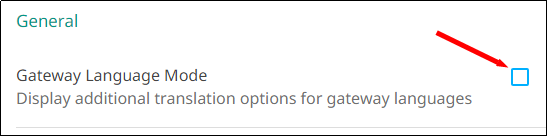 General
Gateway Language Mode
Display additional translation options for gateway languages